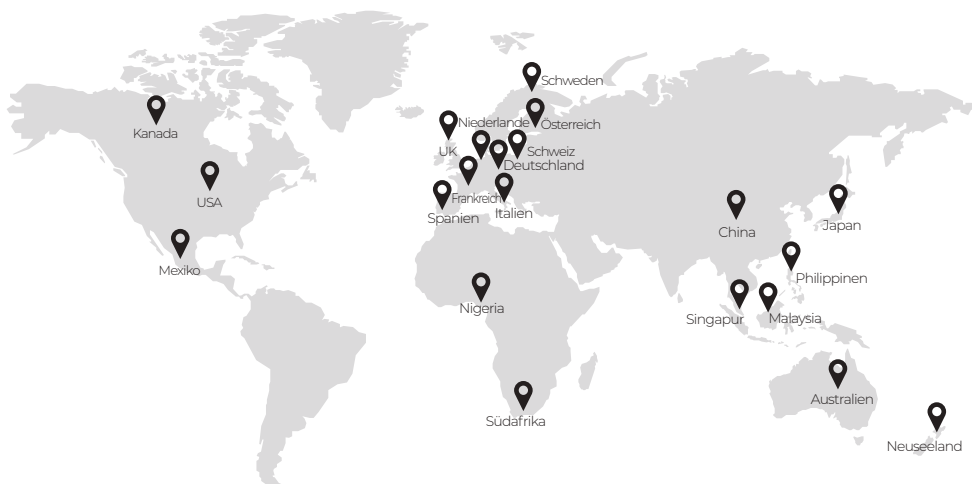 Schweden
Kanada
Niederlande
Österreich
UK
Schweiz
Deutschland
USA
Frankreich
Spanien
Italien
China
Japan
Mexiko
Philippinen
Nigeria
Singapur
Malaysia
Australien
Südafrika
Neuseeland